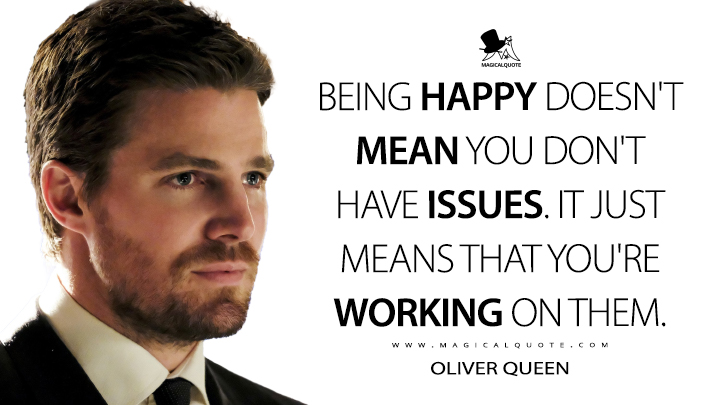 MAGICALQUOTE
BEING HAPPY DOESN'T
MEAN YOU DON'T
HAVE ISSUES. IT JUST
MEANS THAT YOU'RE
WORKING ON THEM.
WWW.MAGICALQUOTE.COM
OLIVER QUEEN